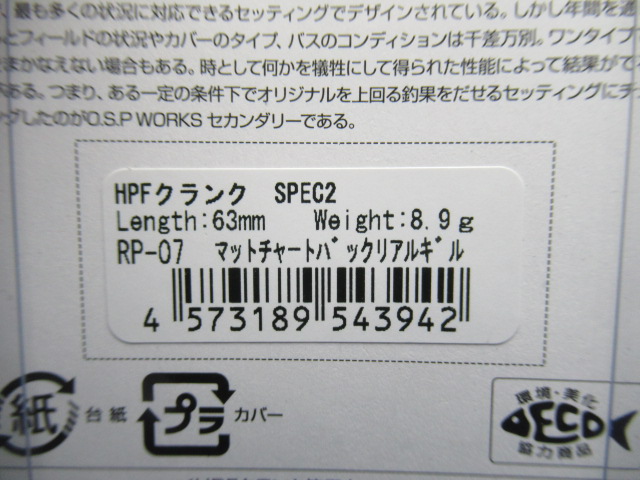 、最も多くの状況に対応できるセッティングでデザインされている。しかし年間を通
とフィールドの状況やカバーのタイプ、バスのコンディションは千差万別。ワンタイプで
まかなえない場合もある。時として何かを犠牲にして得られた性能によって結果がで
がある。つまり、ある一定の条件下でオリジナルを上回る釣果をだせるセッティングにチ
ングしたのがO.S.P WORKS セカンダリーである。
HPFクランク SPEC2
Length:63mm Weight:8.9g
RP-07 マットチャートバックリアルギル
4 573189 543942
紙 台紙 プラ カバー
環境・美化
DECO
協力商品